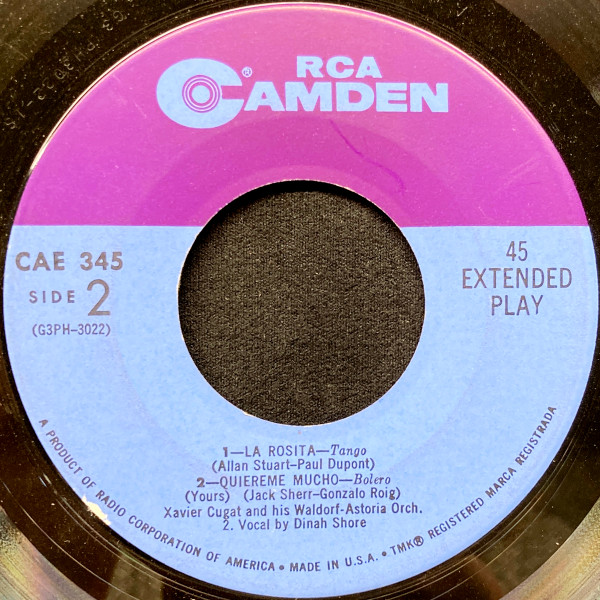 RCA
CAMDEN®
CAE 345
SIDE 2
(G3PH-3022)
45
EXTENDED
PLAY
1—LA ROSITA—Tango
(Allan Stuart–Paul Dupont)
2—QUIEREME MUCHO—Bolero
(Yours) (Jack Sherr–Gonzalo Roig)
Xavier Cugat and his Waldorf-Astoria Orch.
2. Vocal by Dinah Shore
A PRODUCT OF RADIO CORPORATION OF AMERICA • MADE IN U.S.A. • TMK® REGISTERED MARCA REGISTRADA